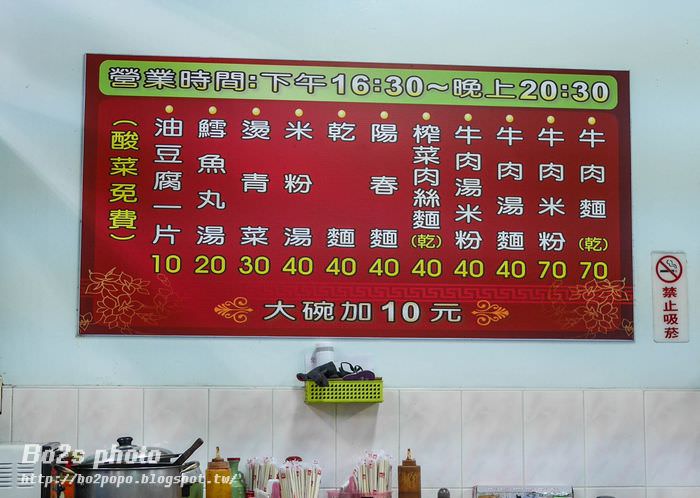 營業時間:下午16:30~晚上20:30
牛肉麵(乾) 70
牛肉米粉 70
牛肉湯麵 40
牛肉湯米粉 40
榨菜肉絲麵(乾) 40
陽春麵 40
乾麵 40
米粉湯 40
燙青菜 30
鱈魚丸湯 20
油豆腐一片 10
(酸菜免費)
大碗加10元
禁止吸菸
Bo2s photo
http://bo2popo.blogspot.tw/